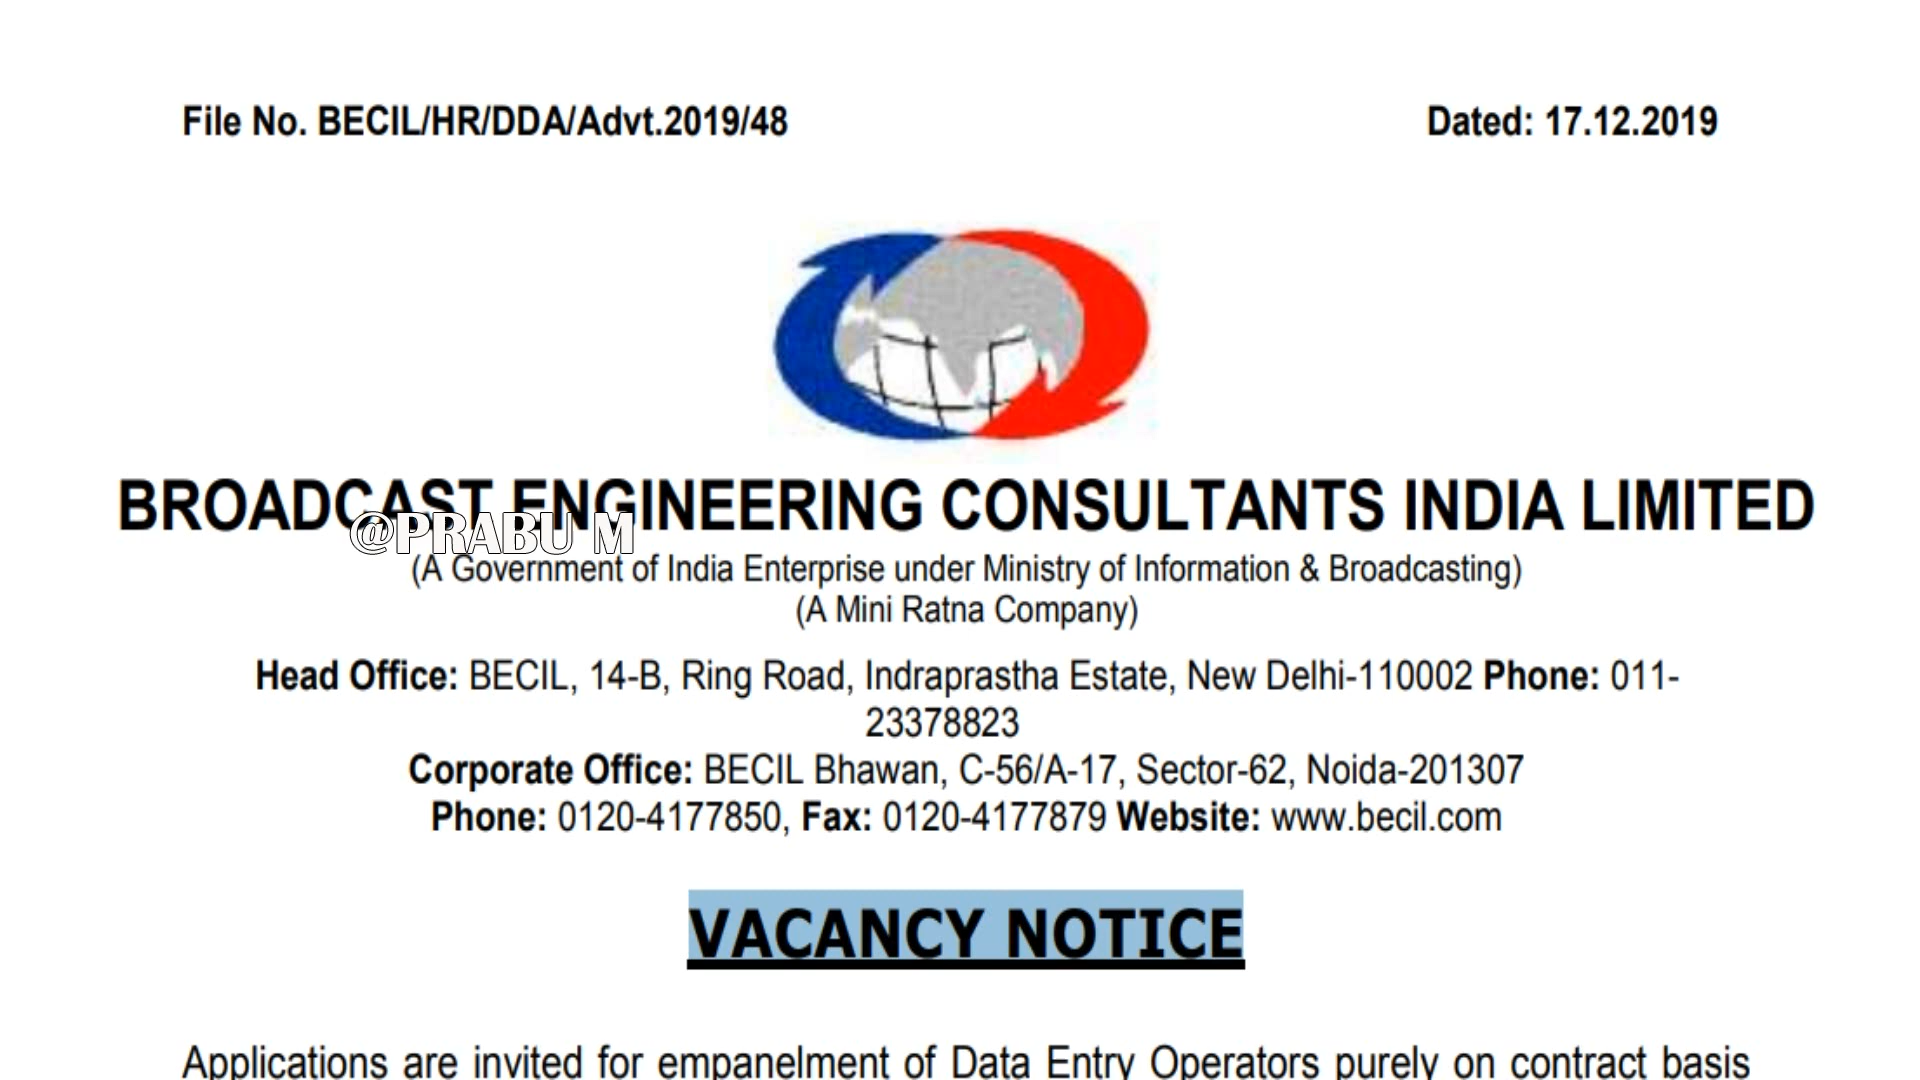 File No. BECIL/HR/DDA/Advt.2019/48 Dated: 17.12.2019
BROADCAST ENGINEERING CONSULTANTS INDIA LIMITED
@PRABU M
(A Government of India Enterprise under Ministry of Information & Broadcasting)
(A Mini Ratna Company)
Head Office: BECIL, 14-B, Ring Road, Indraprastha Estate, New Delhi-110002 Phone: 011-
23378823
Corporate Office: BECIL Bhawan, C-56/A-17, Sector-62, Noida-201307
Phone: 0120-4177850, Fax: 0120-4177879 Website: www.becil.com
VACANCY NOTICE
Applications are invited for empanelment of Data Entry Operators purely on contract basis